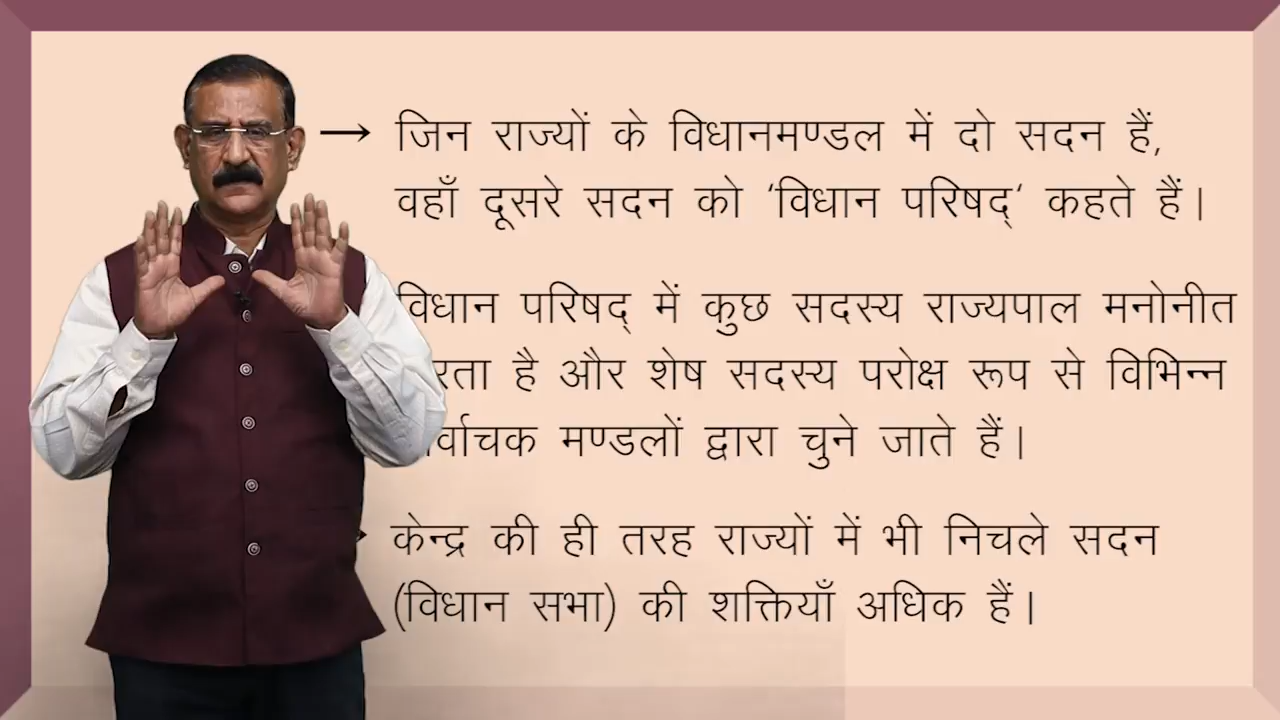 → जिन राज्यों के विधानमण्डल में दो सदन हैं,
वहाँ दूसरे सदन को ‘विधान परिषद्‘ कहते हैं।
विधान परिषद् में कुछ सदस्य राज्यपाल मनोनीत
है और शेष सदस्य परोक्ष रूप से विभिन्न
मण्डलों द्वारा चुने जाते हैं।
केन्द्र की ही तरह राज्यों में भी निचले सदन
(विधान सभा) की शक्तियाँ अधिक हैं।